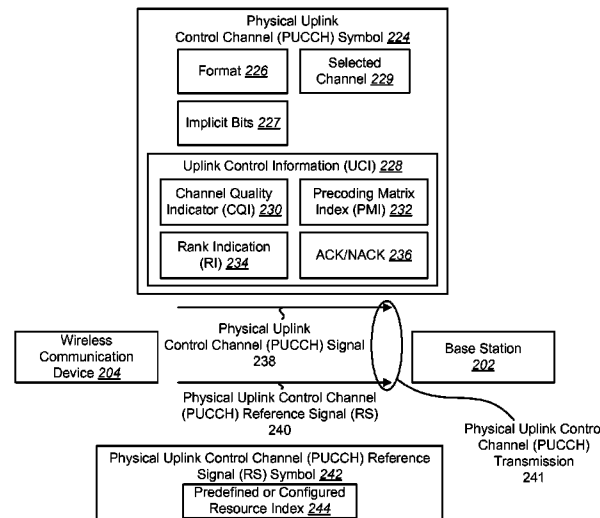 Physical Uplink
Control Channel (PUCCH) Symbol 224
Format 226
Selected
Channel 229
Implicit Bits 227
Uplink Control Information (UCI) 228
Channel Quality
Indicator (CQI) 230
Precoding Matrix
Index (PMI) 232
Rank Indication
(RI) 234
ACK/NACK 236
Physical Uplink
Control Channel (PUCCH) Signal
238
Wireless
Communication
Device 204
Base Station
202
Physical Uplink Control Channel
(PUCCH) Reference Signal (RS)
240
Physical Uplink Control
Channel (PUCCH)
Transmission
241
Physical Uplink Control Channel (PUCCH) Reference
Signal (RS) Symbol 242
Predefined or Configured
Resource Index 244